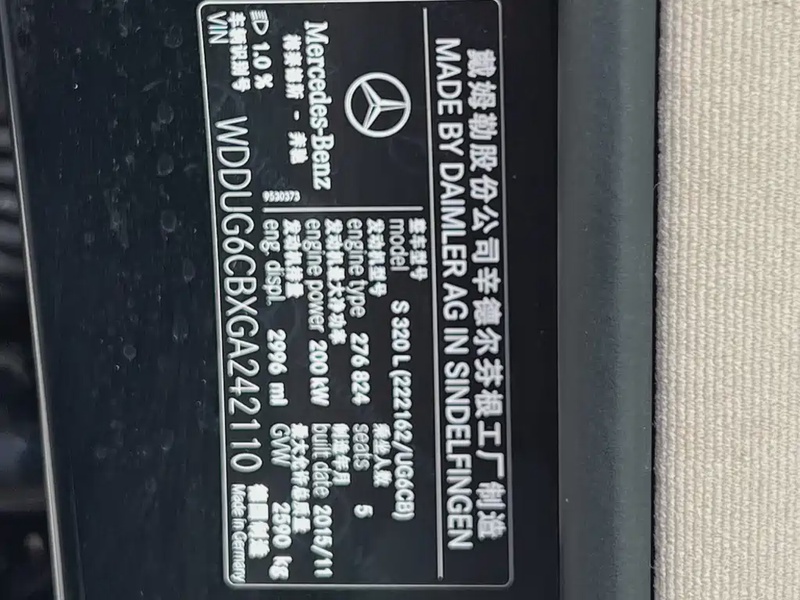 戴姆勒股份公司辛德尔芬根工厂制造
MADE BY DAIMLER AG IN SINDELFINGEN
Mercedes-Benz
梅赛德斯 - 奔驰
9530373
整车型号
model S 320 L (222162/UG6CB)
发动机型号 乘坐人数
engine type 276 824 seats 5
发动机最大净功率 制造年月
engine power 200 kW built date 2015/11
发动机排量 最大允许总质量
eng. displ. 2996 ml GVW 2590 kg
1.0 %
车辆识别号 德国制造
VIN WDDUG6CBXGA242110 Made in Germany